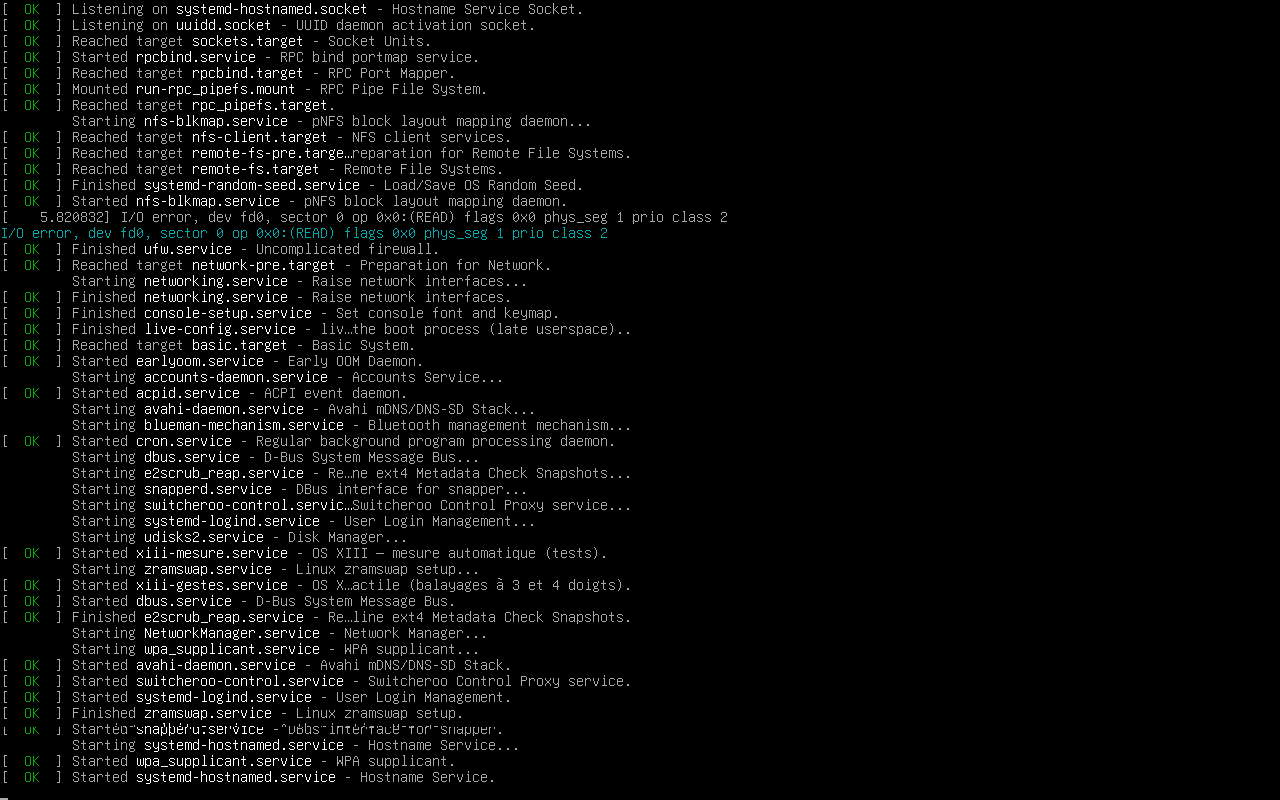 [  OK  ] Listening on systemd-hostnamed.socket - Hostname Service Socket.
[  OK  ] Listening on uuidd.socket - UUID daemon activation socket.
[  OK  ] Reached target sockets.target - Socket Units.
[  OK  ] Started rpcbind.service - RPC bind portmap service.
[  OK  ] Reached target rpcbind.target - RPC Port Mapper.
[  OK  ] Mounted run-rpc_pipefs.mount - RPC Pipe File System.
[  OK  ] Reached target rpc_pipefs.target.
         Starting nfs-blkmap.service - pNFS block layout mapping daemon...
[  OK  ] Reached target nfs-client.target - NFS client services.
[  OK  ] Reached target remote-fs-pre.targe…reparation for Remote File Systems.
[  OK  ] Reached target remote-fs.target - Remote File Systems.
[  OK  ] Finished systemd-random-seed.service - Load/Save OS Random Seed.
[  OK  ] Started nfs-blkmap.service - pNFS block layout mapping daemon.
[    5.820832] I/O error, dev fd0, sector 0 op 0x0:(READ) flags 0x0 phys_seg 1 prio class 2
I/O error, dev fd0, sector 0 op 0x0:(READ) flags 0x0 phys_seg 1 prio class 2
[  OK  ] Finished ufw.service - Uncomplicated firewall.
[  OK  ] Reached target network-pre.target - Preparation for Network.
         Starting networking.service - Raise network interfaces...
[  OK  ] Finished networking.service - Raise network interfaces.
[  OK  ] Finished console-setup.service - Set console font and keymap.
[  OK  ] Finished live-config.service - liv…the boot process (late userspace)..
[  OK  ] Reached target basic.target - Basic System.
[  OK  ] Started earlyoom.service - Early OOM Daemon.
         Starting accounts-daemon.service - Accounts Service...
[  OK  ] Started acpid.service - ACPI event daemon.
         Starting avahi-daemon.service - Avahi mDNS/DNS-SD Stack...
         Starting blueman-mechanism.service - Bluetooth management mechanism...
[  OK  ] Started cron.service - Regular background program processing daemon.
         Starting dbus.service - D-Bus System Message Bus...
         Starting e2scrub_reap.service - Re…ne ext4 Metadata Check Snapshots...
         Starting snapperd.service - DBus interface for snapper...
         Starting switcheroo-control.servic…Switcheroo Control Proxy service...
         Starting systemd-logind.service - User Login Management...
         Starting udisks2.service - Disk Manager...
[  OK  ] Started xiii-mesure.service - OS XIII — mesure automatique (tests).
         Starting zramswap.service - Linux zramswap setup...
[  OK  ] Started xiii-gestes.service - OS X…actile (balayages à 3 et 4 doigts).
[  OK  ] Started dbus.service - D-Bus System Message Bus.
[  OK  ] Finished e2scrub_reap.service - Re…line ext4 Metadata Check Snapshots.
         Starting NetworkManager.service - Network Manager...
         Starting wpa_supplicant.service - WPA supplicant...
[  OK  ] Started avahi-daemon.service - Avahi mDNS/DNS-SD Stack.
[  OK  ] Started switcheroo-control.service - Switcheroo Control Proxy service.
[  OK  ] Started systemd-logind.service - User Login Management.
[  OK  ] Finished zramswap.service - Linux zramswap setup.
[  OK  ] Started snapperd.service - DBus interface for snapper.
         Starting systemd-hostnamed.service - Hostname Service...
[  OK  ] Started wpa_supplicant.service - WPA supplicant.
[  OK  ] Started systemd-hostnamed.service - Hostname Service.